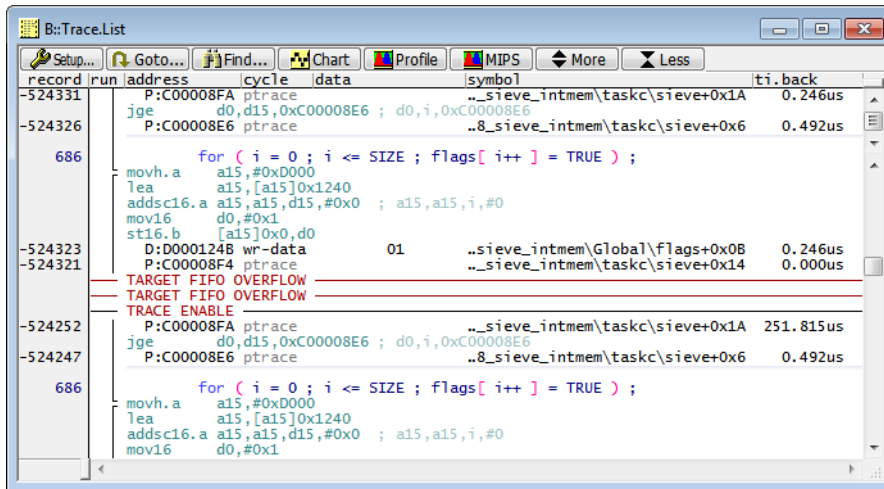 B::Trace.List
Setup... Goto... Find... Chart Profile MIPS More Less
record run address cycle data symbol ti.back
-524331 P:C00008FA ptrace .._sieve_intmem\taskc\sieve+0x1A 0.246us
jge d0,d15,0xC00008E6 ; d0,i,0xC00008E6
-524326 P:C00008E6 ptrace ..8_sieve_intmem\taskc\sieve+0x6 0.492us
686 for ( i = 0 ; i <= SIZE ; flags[ i++ ] = TRUE ) ;
movh.a a15,#0xD000
lea a15,[a15]0x1240
addsc16.a a15,a15,d15,#0x0 ; a15,a15,i,#0
mov16 d0,#0x1
st16.b [a15]0x0,d0
-524323 D:D000124B wr-data 01 ..sieve_intmem\Global\flags+0x0B 0.246us
-524321 P:C00008F4 ptrace .._sieve_intmem\taskc\sieve+0x14 0.000us
TARGET FIFO OVERFLOW
TARGET FIFO OVERFLOW
TRACE ENABLE
-524252 P:C00008FA ptrace .._sieve_intmem\taskc\sieve+0x1A 251.815us
jge d0,d15,0xC00008E6 ; d0,i,0xC00008E6
-524247 P:C00008E6 ptrace ..8_sieve_intmem\taskc\sieve+0x6 0.492us
686 for ( i = 0 ; i <= SIZE ; flags[ i++ ] = TRUE ) ;
movh.a a15,#0xD000
lea a15,[a15]0x1240
addsc16.a a15,a15,d15,#0x0 ; a15,a15,i,#0
mov16 d0,#0x1